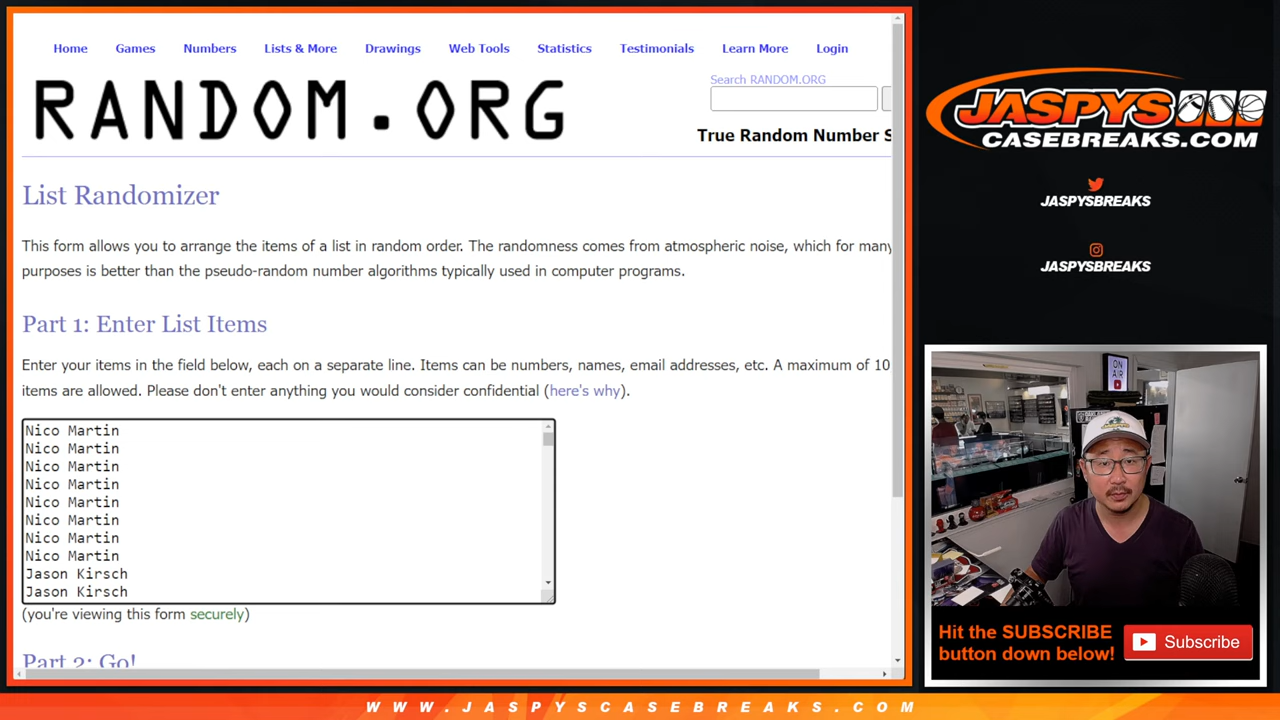 Home Games Numbers Lists & More Drawings Web Tools Statistics Testimonials Learn More Login
RANDOM.ORG
Search RANDOM.ORG
True Random Number S
List Randomizer
This form allows you to arrange the items of a list in random order. The randomness comes from atmospheric noise, which for many
purposes is better than the pseudo-random number algorithms typically used in computer programs.
Part 1: Enter List Items
Enter your items in the field below, each on a separate line. Items can be numbers, names, email addresses, etc. A maximum of 10
items are allowed. Please don't enter anything you would consider confidential (here's why).
Nico Martin
Nico Martin
Nico Martin
Nico Martin
Nico Martin
Nico Martin
Nico Martin
Nico Martin
Jason Kirsch
Jason Kirsch
(you're viewing this form securely)
Part 2: Go!
JASPYS
CASEBREAKS.COM
JASPYSBREAKS
JASPYSBREAKS
ON
AIR
Hit the SUBSCRIBE
button down below!
Subscribe
WWW.JASPYSCASEBREAKS.COM